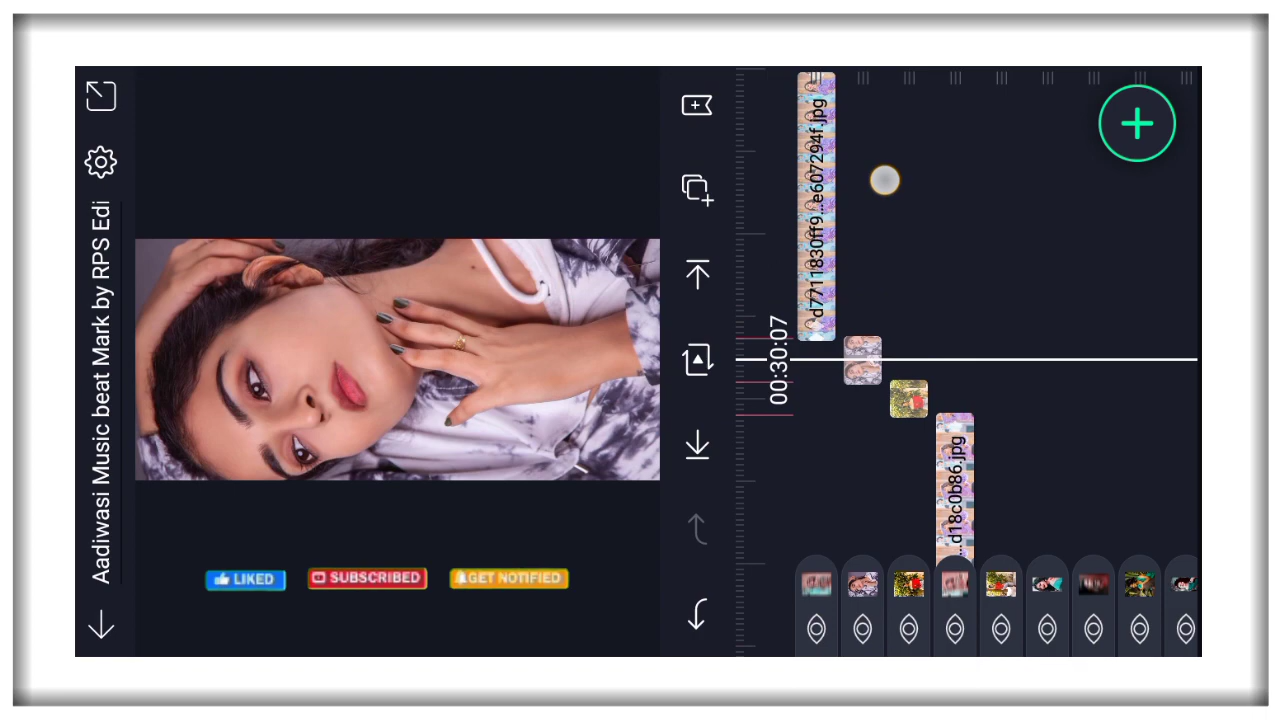 Aadiwasi Music beat Mark by RPS Edi
LIKED
SUBSCRIBED
GET NOTIFIED
00:30:07
d7711830ff9...e607294f.jpg
...d18c0b86.jpg